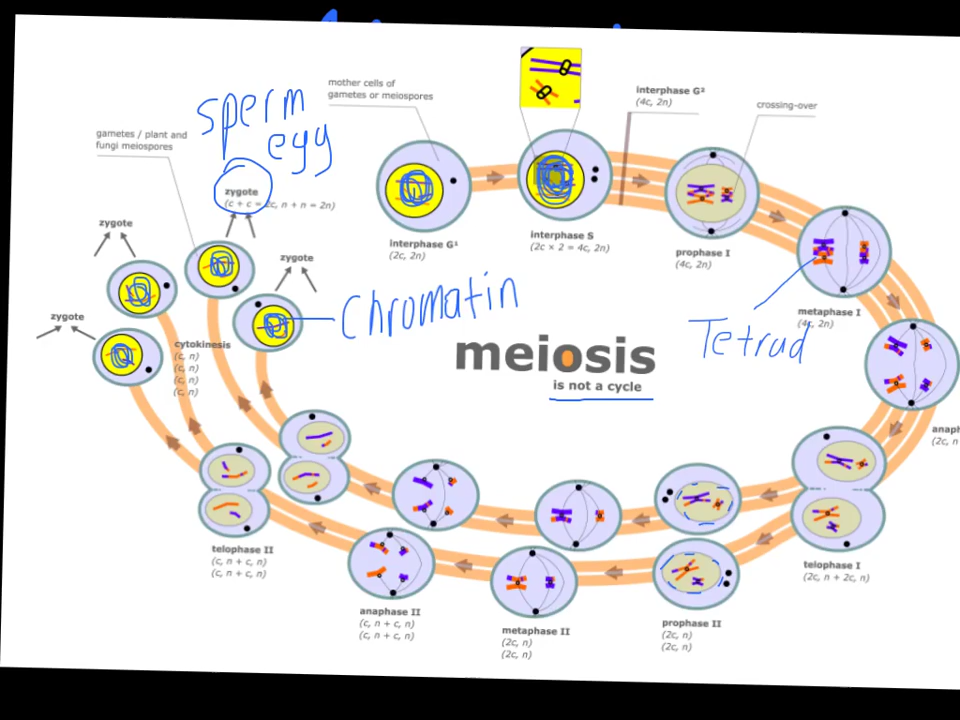 mother cells of
gametes or meiospores
interphase G²
(4c, 2n)
crossing-over
sperm
egg
gametes / plant and
fungi meiospores
zygote
(c + c = 2c, n + n = 2n)
zygote
zygote
zygote
interphase G¹
(2c, 2n)
interphase S
(2c × 2 = 4c, 2n)
prophase I
(4c, 2n)
metaphase I
(4c, 2n)
Chromatin
Tetrad
cytokinesis
(c, n)
(c, n)
(c, n)
(c, n)
meiosis
is not a cycle
telophase I
(2c, n + 2c, n)
telophase II
(c, n + c, n)
(c, n + c, n)
anaphase II
(c, n + c, n)
(c, n + c, n)
metaphase II
(2c, n)
(2c, n)
prophase II
(2c, n)
(2c, n)